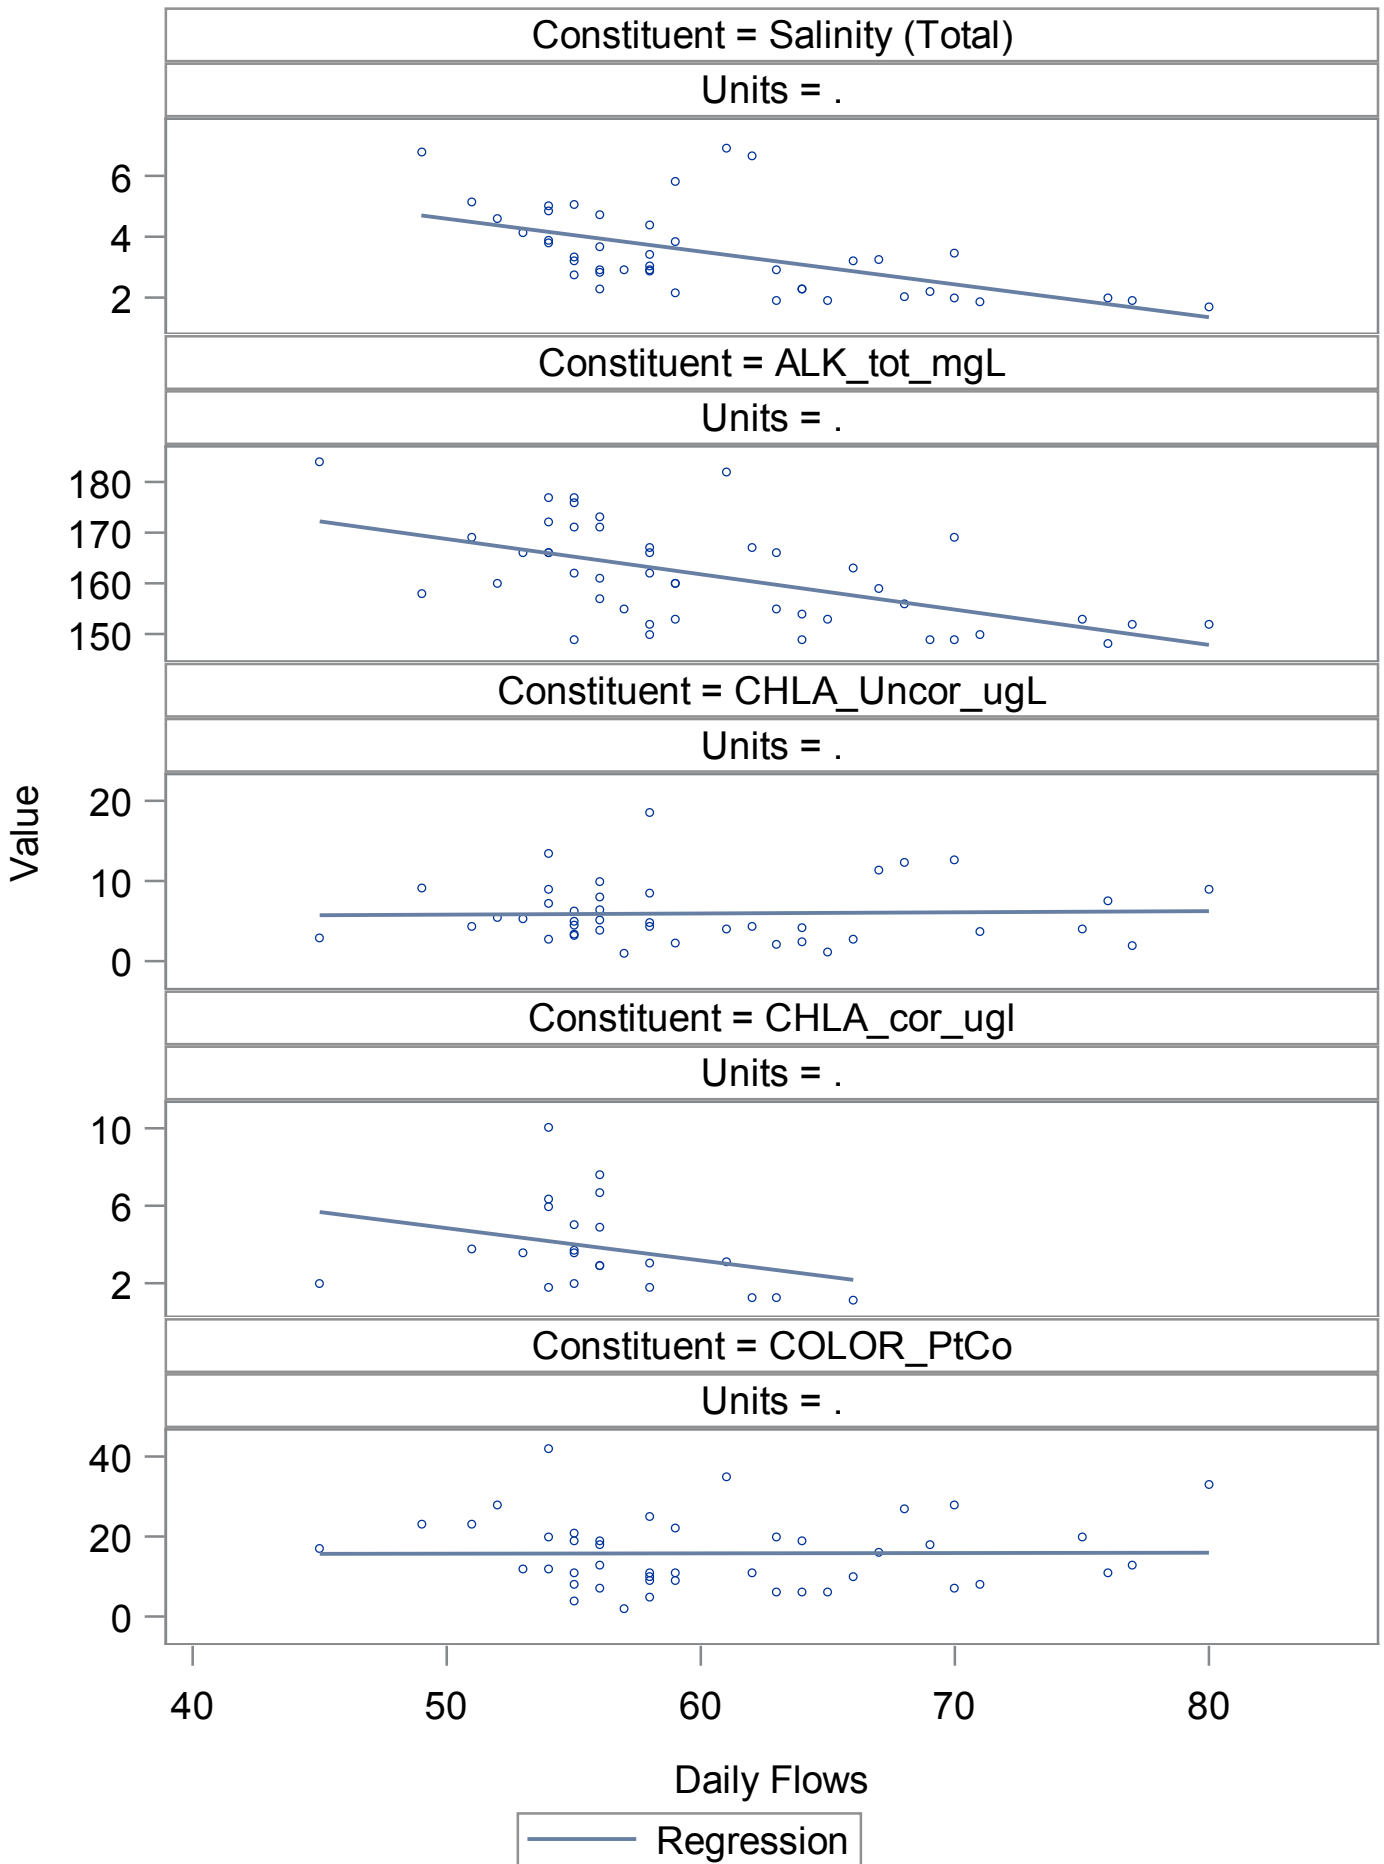 Constituent = Salinity (Total)
Units = .
6
4
2
Constituent = ALK_tot_mgL
Units = .
180
170
160
150
Constituent = CHLA_Uncor_ugL
Units = .
Value
20
10
0
Constituent = CHLA_cor_ugl
Units = .
10
6
2
Constituent = COLOR_PtCo
Units = .
40
20
0
40 50 60 70 80
Daily Flows
Regression